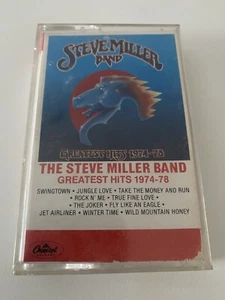 STEVE MILLER
BAND
GREATEST HITS 1974-78
THE STEVE MILLER BAND
GREATEST HITS 1974-78
SWINGTOWN • JUNGLE LOVE • TAKE THE MONEY AND RUN
• ROCK N' ME • TRUE FINE LOVE •
• THE JOKER • FLY LIKE AN EAGLE •
JET AIRLINER • WINTER TIME • WILD MOUNTAIN HONEY
Capitol